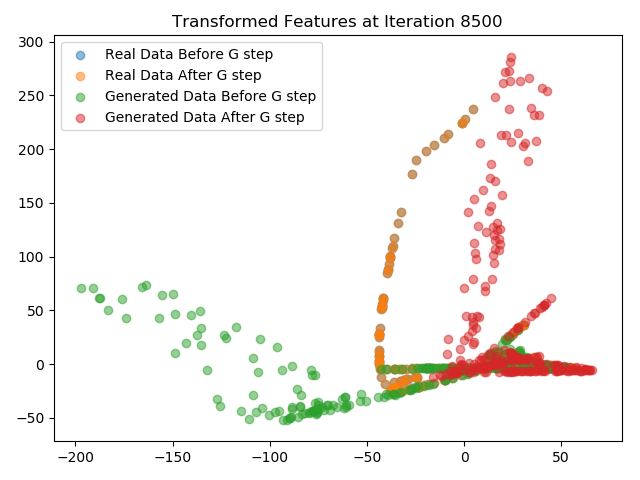 Transformed Features at Iteration 8500
Real Data Before G step
Real Data After G step
Generated Data Before G step
Generated Data After G step
300
250
200
150
100
50
0
−50
−200 −150 −100 −50 0 50